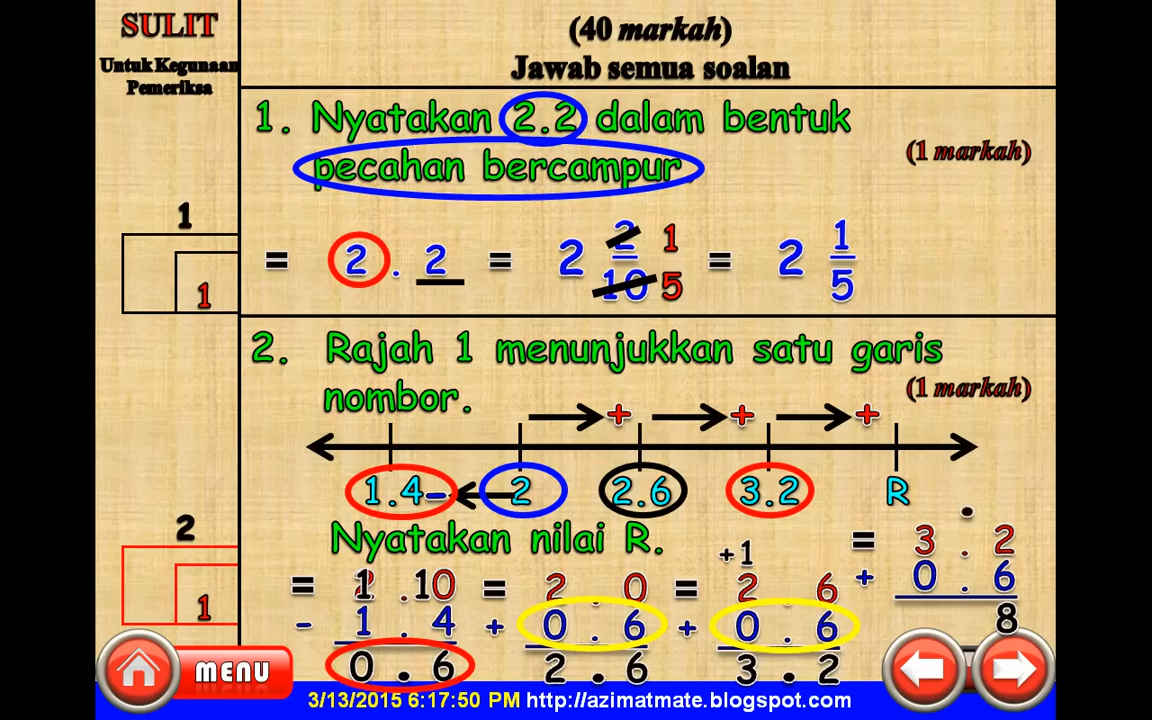 SULIT
Untuk Kegunaan
Pemeriksa
(40 markah)
Jawab semua soalan
1. Nyatakan 2.2 dalam bentuk
pecahan bercampur.
(1 markah)
1
1
= 2 . 2 = 2 2/10 1/5 = 2 1/5
2. Rajah 1 menunjukkan satu garis
nombor.
(1 markah)
+ + +
1.4 - 2 2.6 3.2 R
Nyatakan nilai R.
2
1
= 2 1 . 10
- 1 . 4
0 . 6
= 2 . 0
+ 0 . 6
2 . 6
+1
= 2 . 6
+ 0 . 6
3 . 2
= 3 . 2
+ 0 . 6
. 8
MENU
3/13/2015 6:17:50 PM http://azimatmate.blogspot.com